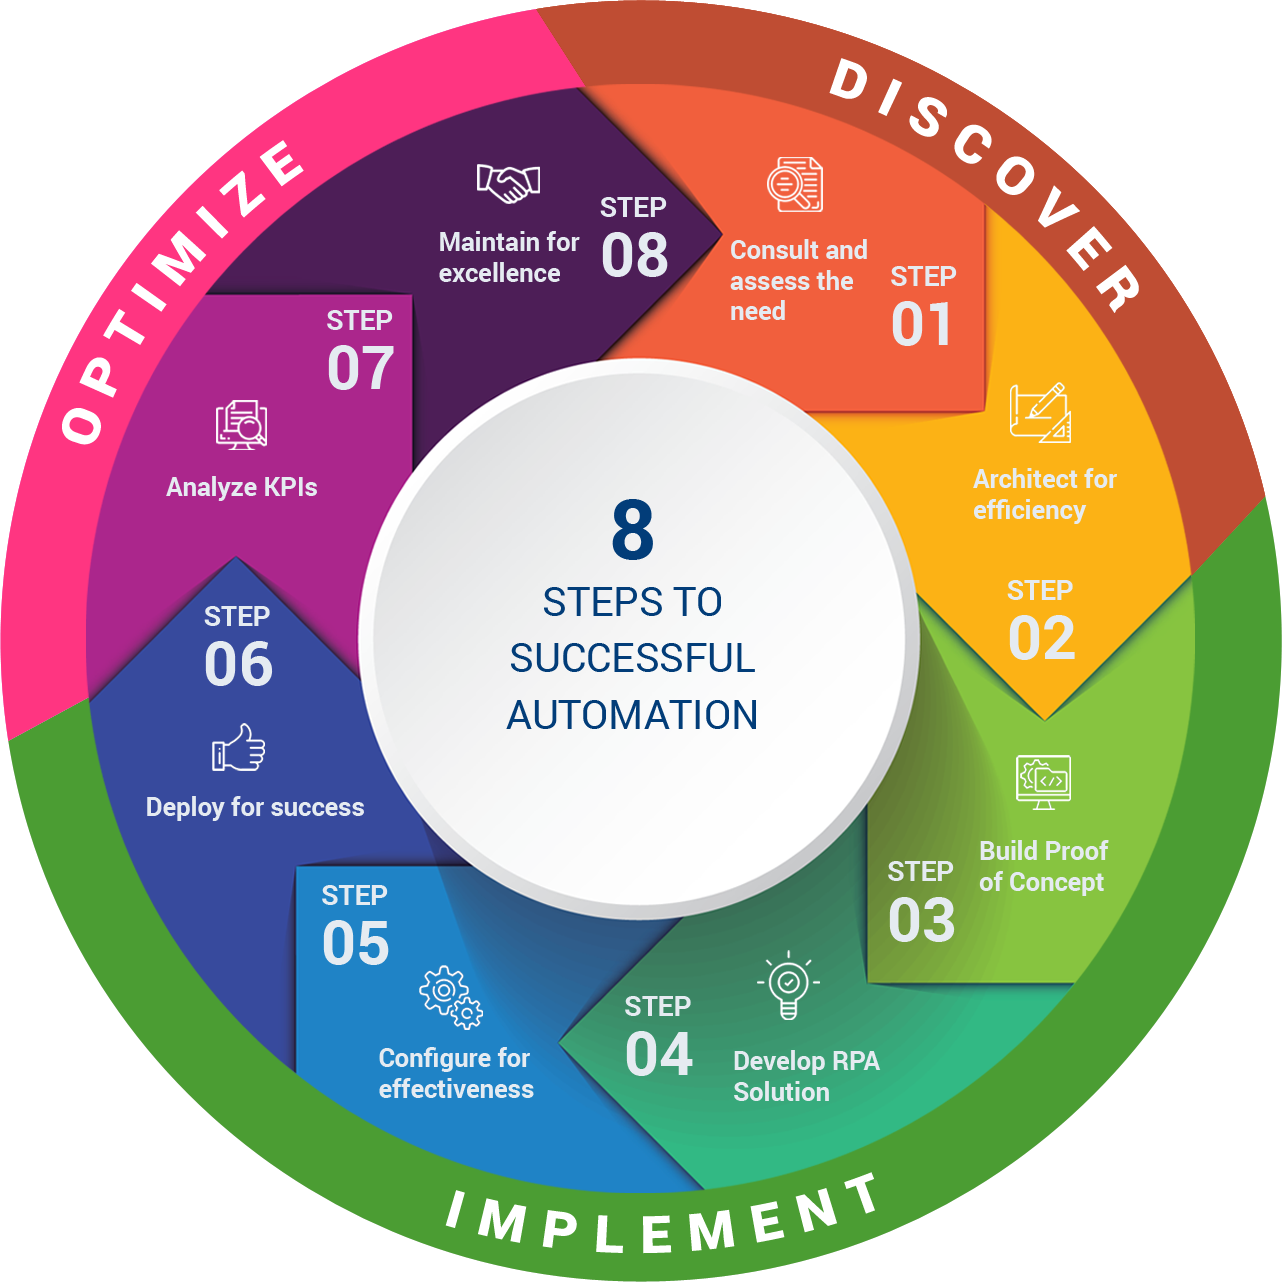 8
STEPS TO
SUCCESSFUL
AUTOMATION
DISCOVER
Consult and
assess the
need
STEP
01
Architect for
efficiency
STEP
02
IMPLEMENT
Build Proof
of Concept
STEP
03
Develop RPA
Solution
STEP
04
STEP
05
Configure for
effectiveness
STEP
06
Deploy for success
OPTIMIZE
STEP
07
Analyze KPIs
Maintain for
excellence
STEP
08